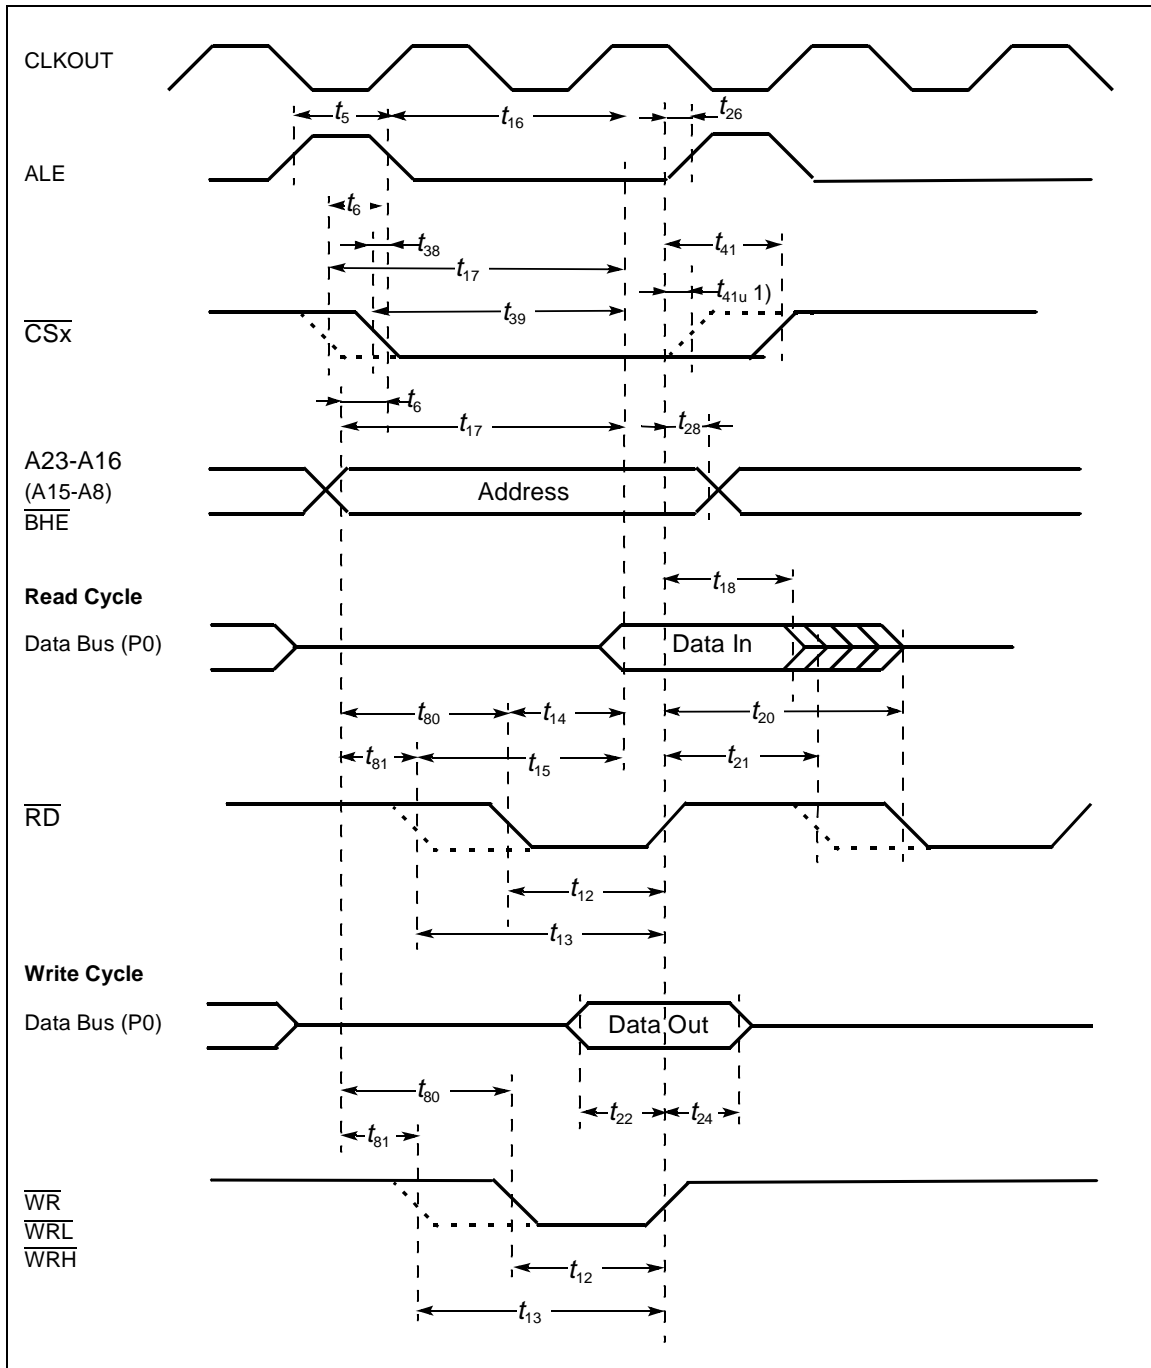 CLKOUT
t5
t16
t26
ALE
t6
t38
t41
t17
t41u 1)
t39
CSx
t6
t17
t28
A23-A16
(A15-A8)
BHE
Address
t18
Read Cycle
Data Bus (P0)
Data In
t80
t14
t20
t81
t15
t21
RD
t12
t13
Write Cycle
Data Bus (P0)
Data Out
t80
t22
t24
t81
WR
WRL
WRH
t12
t13